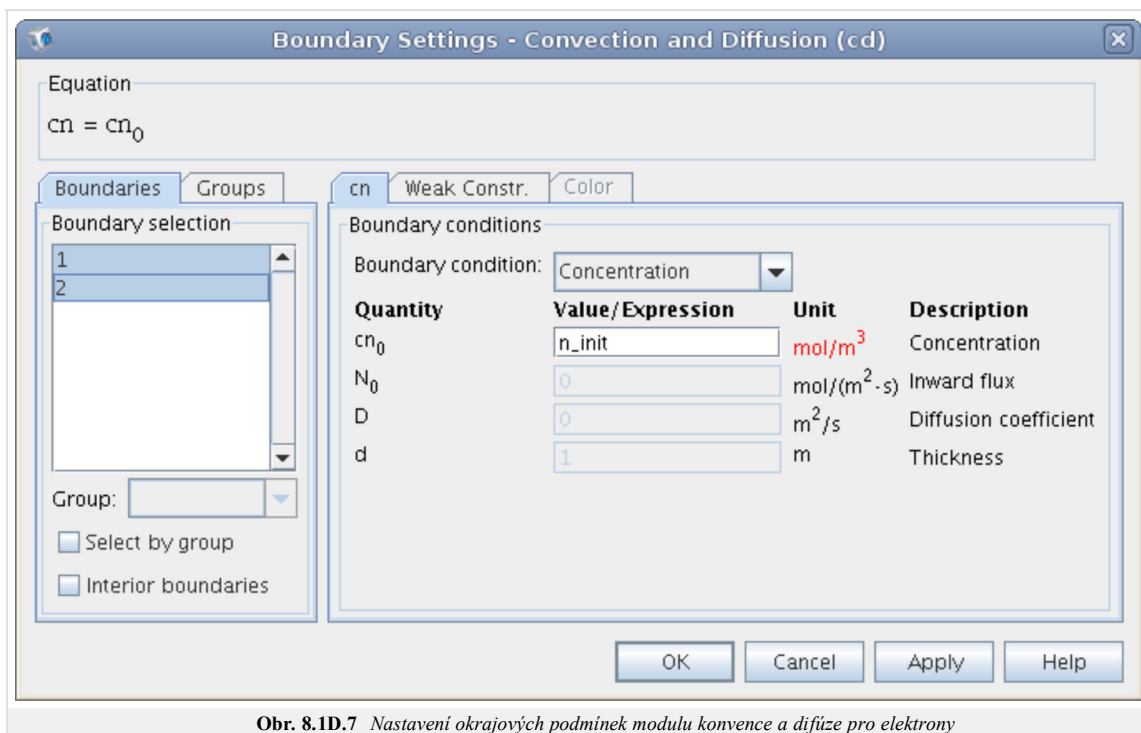 Boundary Settings - Convection and Diffusion (cd)
Equation
cn = cn₀
Boundaries Groups
Boundary selection
1
2
Group:
Select by group
Interior boundaries
cn Weak Constr. Color
Boundary conditions
Boundary condition: Concentration
Quantity Value/Expression Unit Description
cn₀ n_init mol/m³ Concentration
N₀ 0 mol/(m²·s) Inward flux
D 0 m²/s Diffusion coefficient
d 1 m Thickness
OK Cancel Apply Help
Obr. 8.1D.7 Nastavení okrajových podmínek modulu konvence a difúze pro elektrony